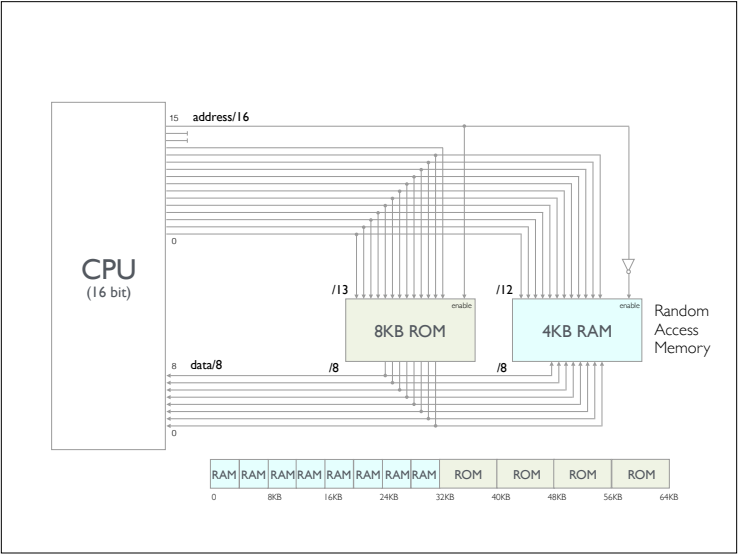 15 address/16
0
CPU
(16 bit)
/13
/12
enable
enable
8KB ROM
4KB RAM
Random
Access
Memory
8 data/8
/8
/8
0
RAM RAM RAM RAM RAM RAM RAM RAM ROM ROM ROM ROM
0 8KB 16KB 24KB 32KB 40KB 48KB 56KB 64KB